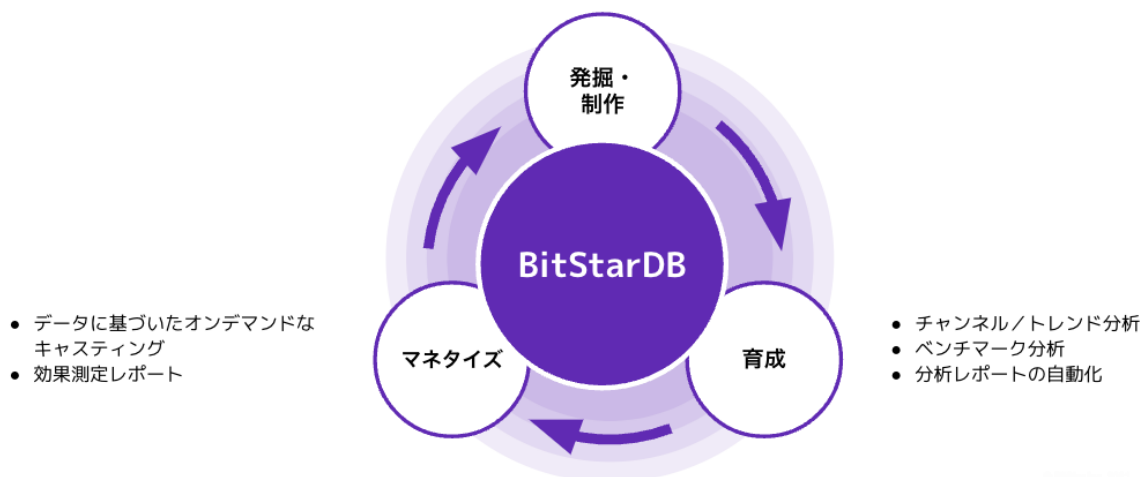 発掘・
制作
BitStarDB
マネタイズ
育成
● データに基づいたオンデマンドな
キャスティング
● 効果測定レポート
● チャンネル／トレンド分析
● ベンチマーク分析
● 分析レポートの自動化